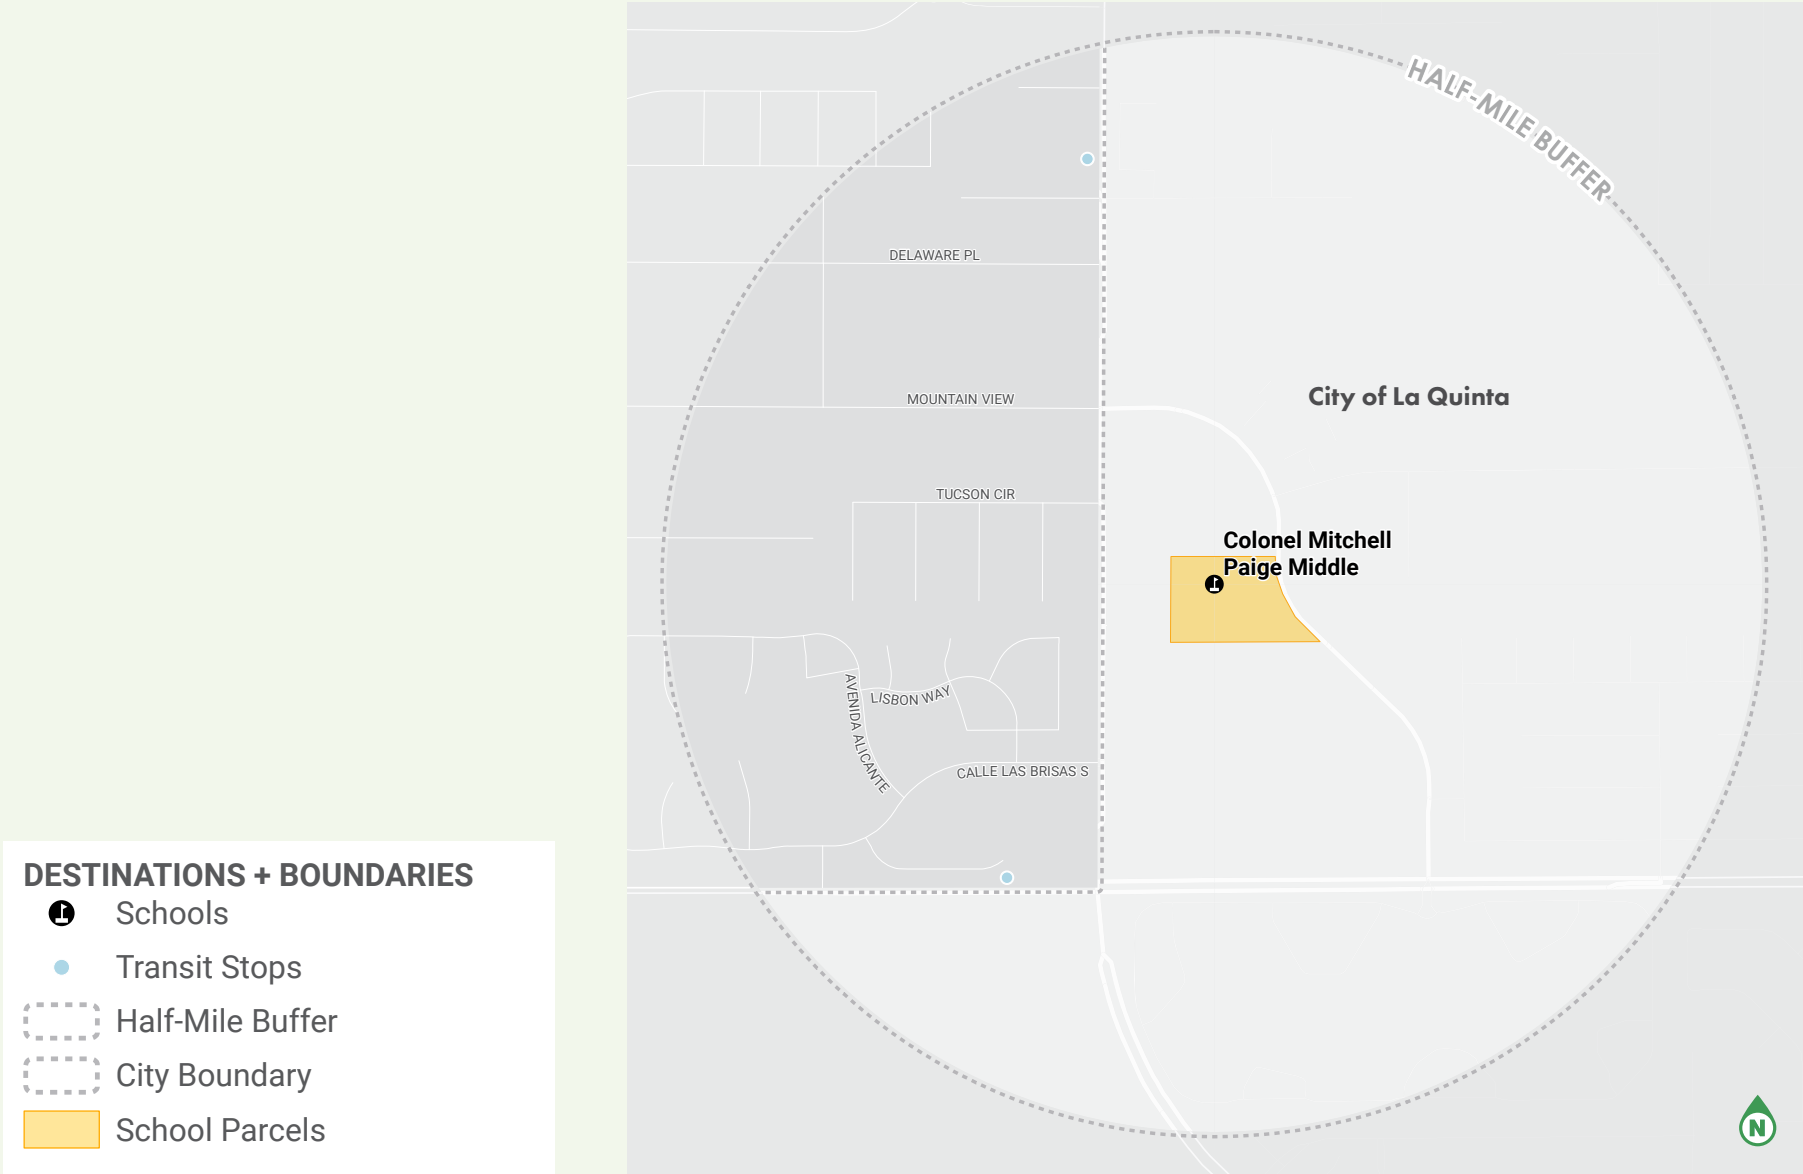 HALF-MILE BUFFER
DELAWARE PL
MOUNTAIN VIEW
City of La Quinta
TUCSON CIR
Colonel Mitchell
Paige Middle
AVENIDA ALICANTE
LISBON WAY
CALLE LAS BRISAS S
DESTINATIONS + BOUNDARIES
Schools
Transit Stops
Half-Mile Buffer
City Boundary
School Parcels
N